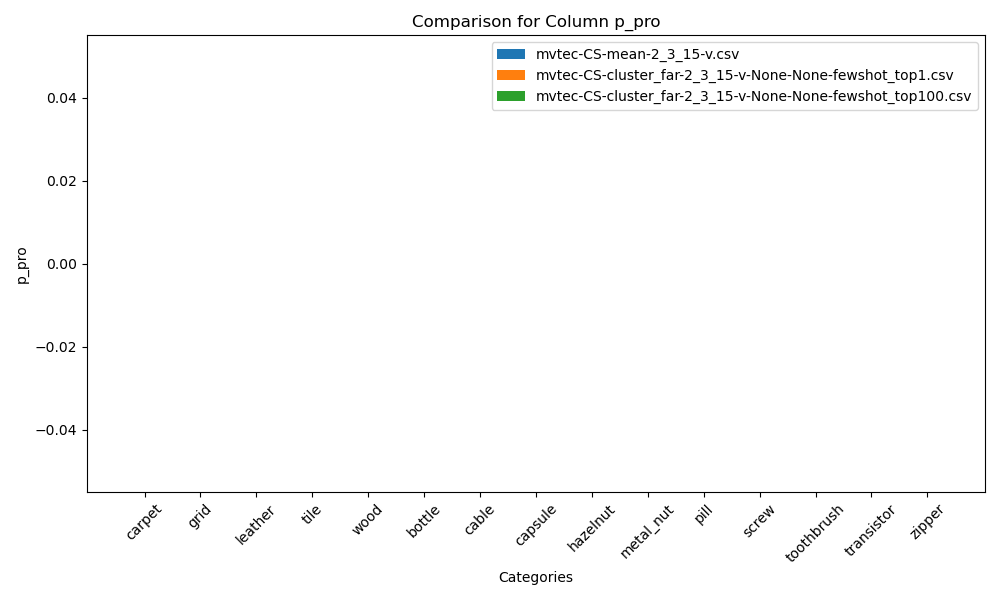 Comparison for Column p_pro
mvtec-CS-mean-2_3_15-v.csv
mvtec-CS-cluster_far-2_3_15-v-None-None-fewshot_top1.csv
mvtec-CS-cluster_far-2_3_15-v-None-None-fewshot_top100.csv
p_pro
0.04
0.02
0.00
−0.02
−0.04
carpet
grid
leather
tile
wood
bottle
cable
capsule
hazelnut
metal_nut
pill
screw
toothbrush
transistor
zipper
Categories